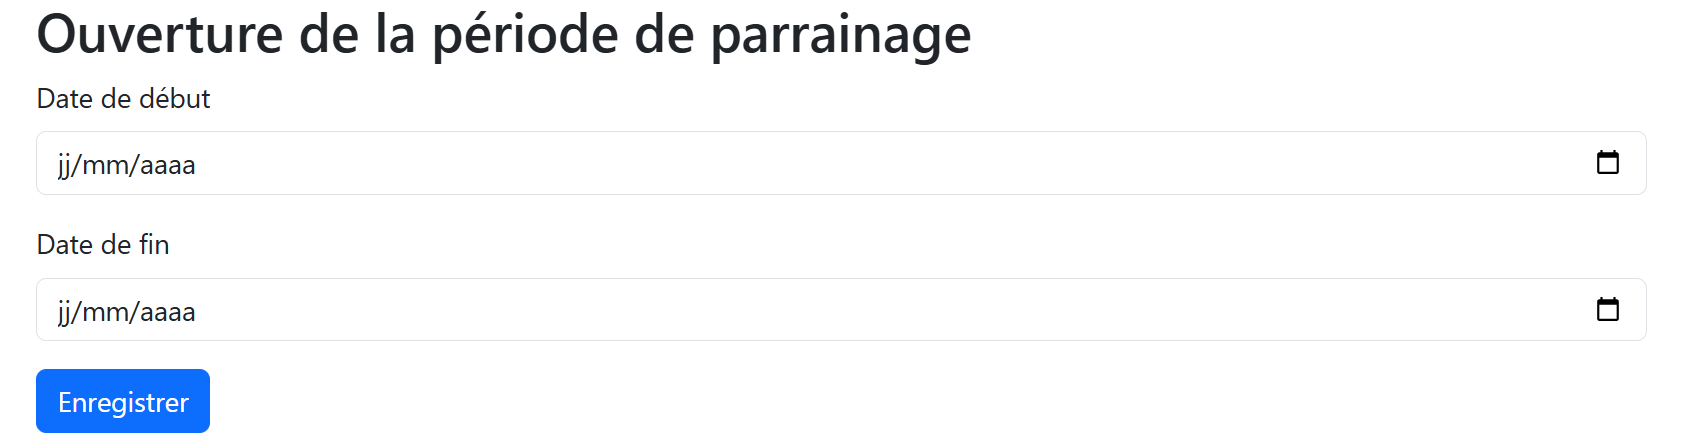 Ouverture de la période de parrainage
Date de début
jj/mm/aaaa
Date de fin
jj/mm/aaaa
Enregistrer